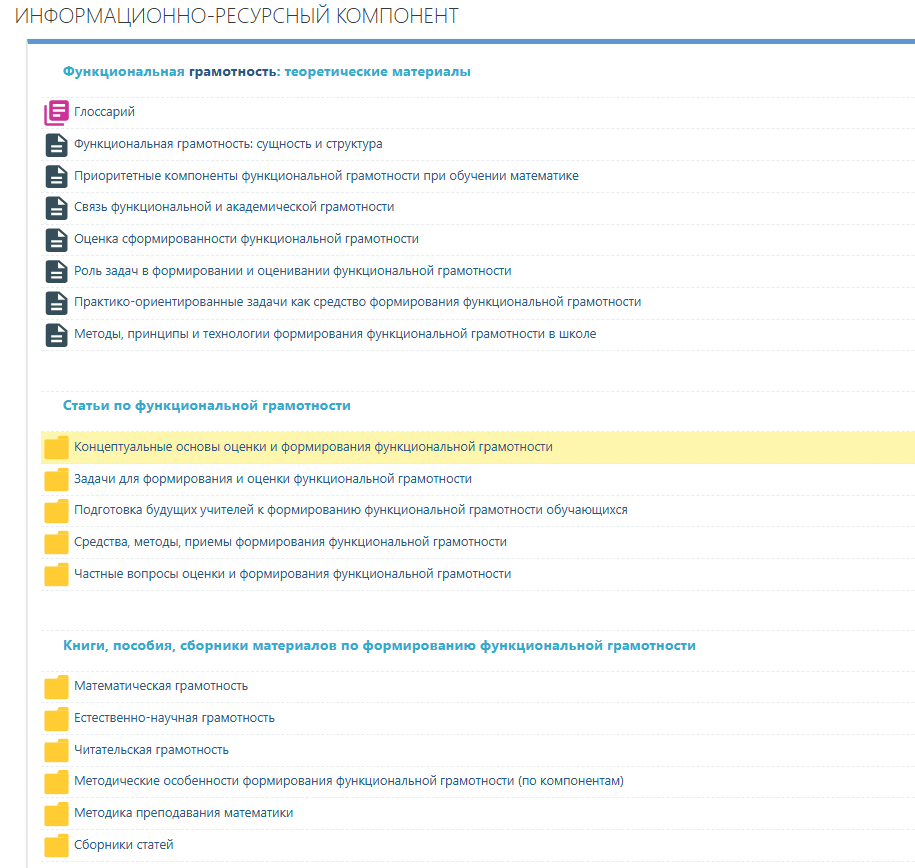 ИНФОРМАЦИОННО-РЕСУРСНЫЙ КОМПОНЕНТ
Функциональная грамотность: теоретические материалы
Глоссарий
Функциональная грамотность: сущность и структура
Приоритетные компоненты функциональной грамотности при обучении математике
Связь функциональной и академической грамотности
Оценка сформированности функциональной грамотности
Роль задач в формировании и оценивании функциональной грамотности
Практико-ориентированные задачи как средство формирования функциональной грамотности
Методы, принципы и технологии формирования функциональной грамотности в школе
Статьи по функциональной грамотности
Концептуальные основы оценки и формирования функциональной грамотности
Задачи для формирования и оценки функциональной грамотности
Подготовка будущих учителей к формированию функциональной грамотности обучающихся
Средства, методы, приемы формирования функциональной грамотности
Частные вопросы оценки и формирования функциональной грамотности
Книги, пособия, сборники материалов по формированию функциональной грамотности
Математическая грамотность
Естественно-научная грамотность
Читательская грамотность
Методические особенности формирования функциональной грамотности (по компонентам)
Методика преподавания математики
Сборники статей